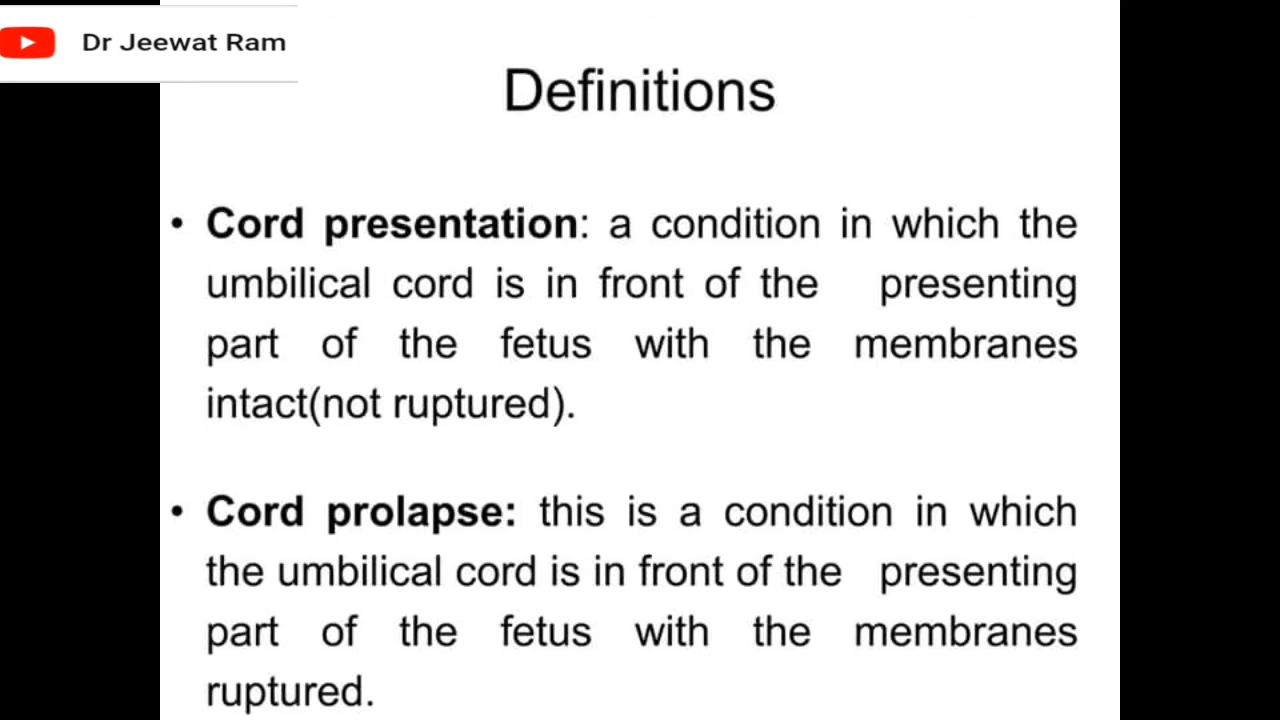 Dr Jeewat Ram
Definitions
• Cord presentation: a condition in which the
umbilical cord is in front of the presenting
part of the fetus with the membranes
intact(not ruptured).
• Cord prolapse: this is a condition in which
the umbilical cord is in front of the presenting
part of the fetus with the membranes
ruptured.